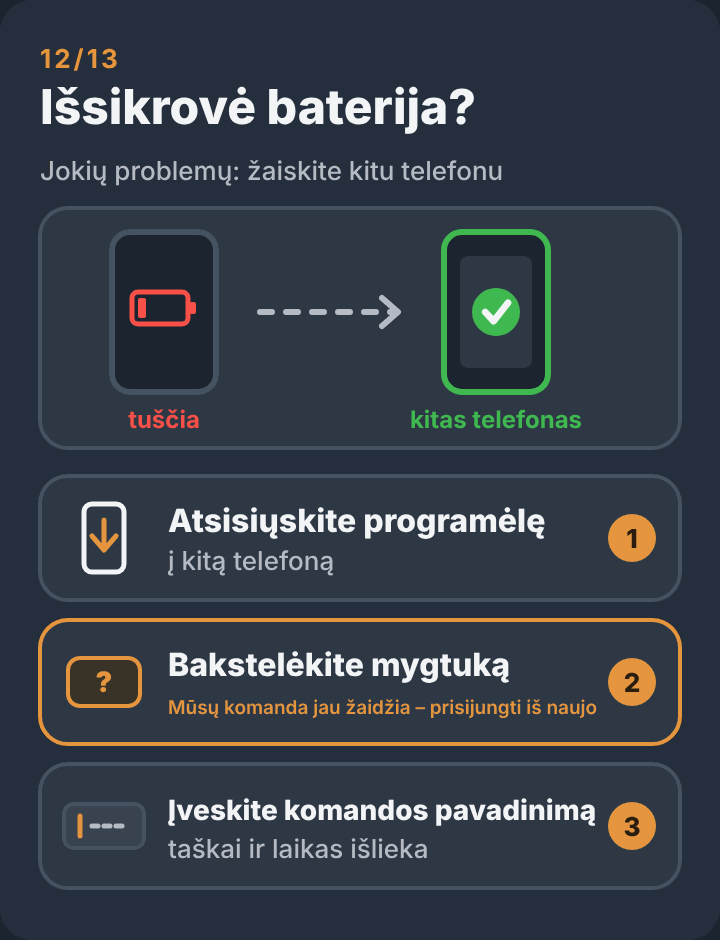 12/13
Išsikrovė baterija?
Jokių problemų: žaiskite kitu telefonu
tuščia
kitas telefonas
Atsisiųskite programėlę
į kitą telefoną
1
?
Bakstelėkite mygtuką
Mūsų komanda jau žaidžia – prisijungti iš naujo
2
Įveskite komandos pavadinimą
taškai ir laikas išlieka
3